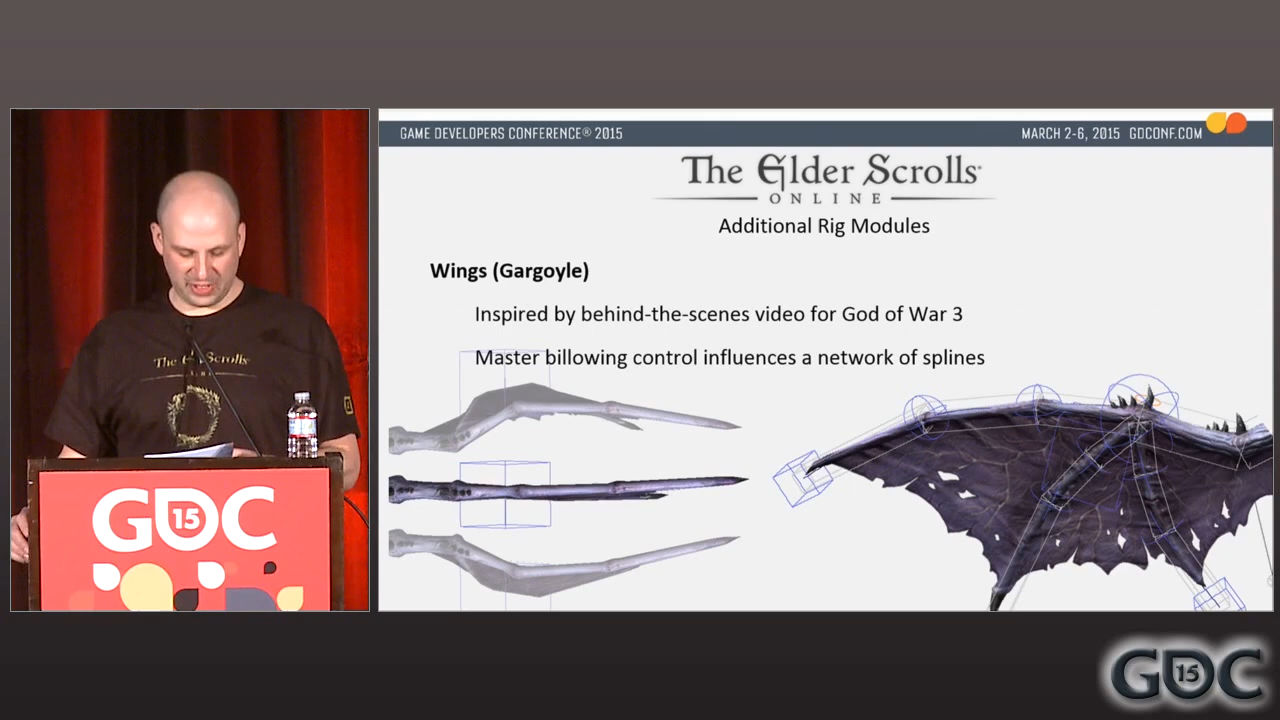 GAME DEVELOPERS CONFERENCE® 2015
MARCH 2-6, 2015 GDCONF.COM
The Elder Scrolls
ONLINE
Additional Rig Modules
Wings (Gargoyle)
Inspired by behind-the-scenes video for God of War 3
Master billowing control influences a network of splines
The Elder Scrolls
GDC
15
GDC
15